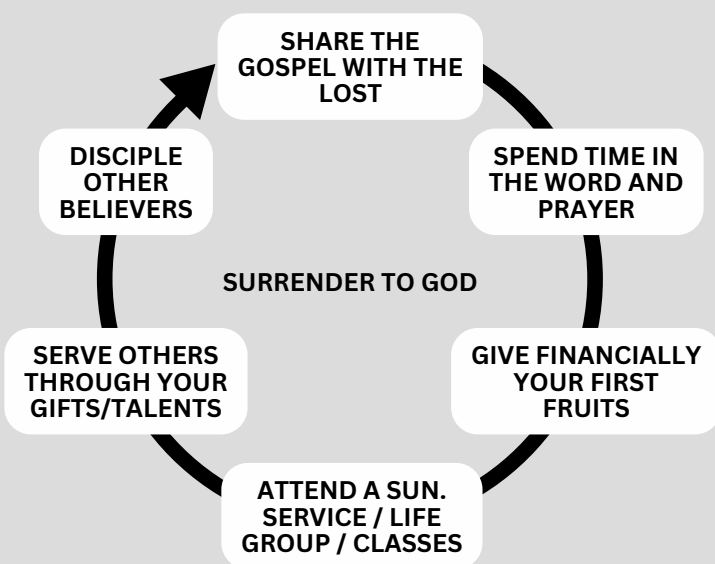 SHARE THE
GOSPEL WITH THE
LOST
SPEND TIME IN
THE WORD AND
PRAYER
GIVE FINANCIALLY
YOUR FIRST
FRUITS
ATTEND A SUN.
SERVICE / LIFE
GROUP / CLASSES
SERVE OTHERS
THROUGH YOUR
GIFTS/TALENTS
DISCIPLE
OTHER
BELIEVERS
SURRENDER TO GOD